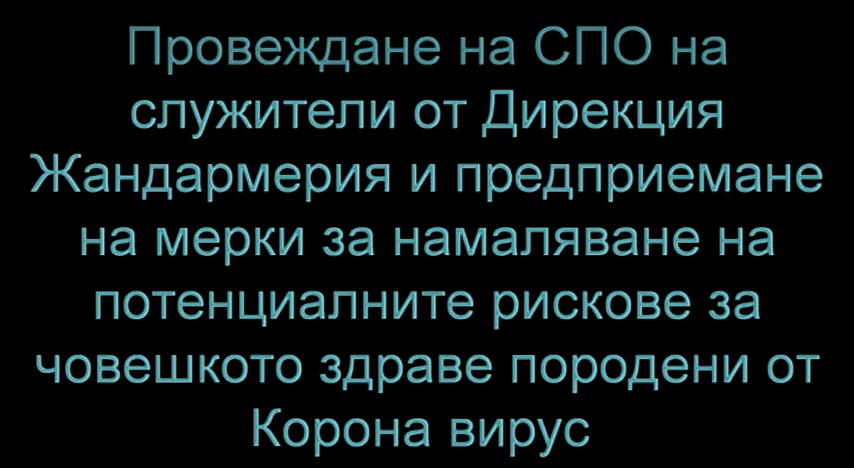 Провеждане на СПО на
служители от Дирекция
Жандармерия и предприемане
на мерки за намаляване на
потенциалните рискове за
човешкото здраве породени от
Корона вирус